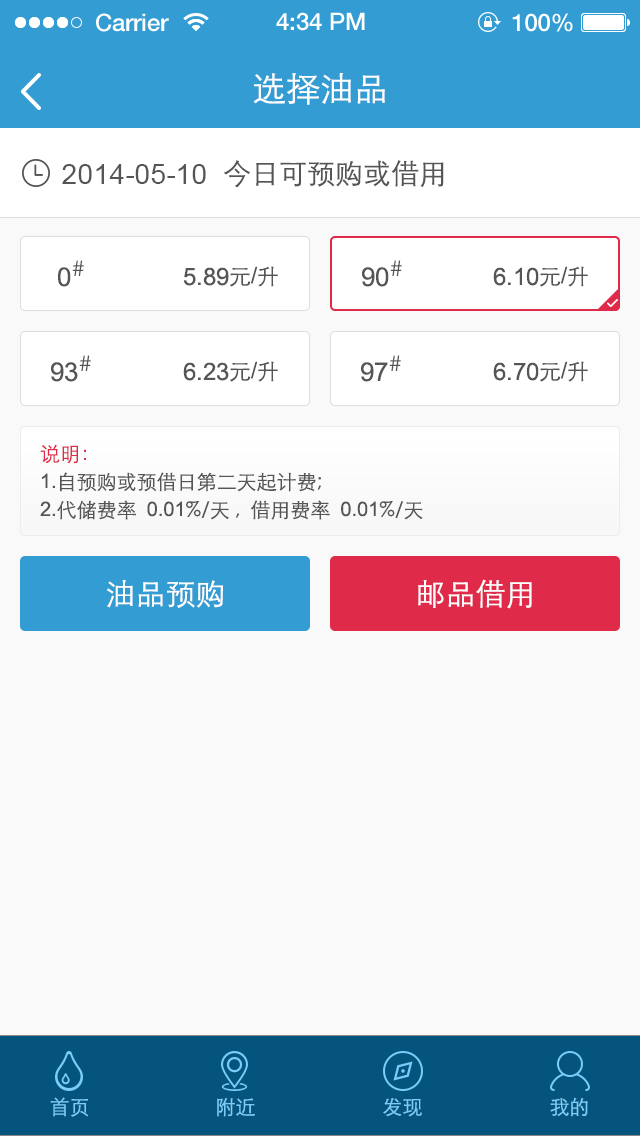 Carrier 4:34 PM 100%
选择油品
2014-05-10 今日可预购或借用
0# 5.89元/升 90# 6.10元/升
93# 6.23元/升 97# 6.70元/升
说明:
1.自预购或预借日第二天起计费;
2.代储费率 0.01%/天，借用费率 0.01%/天
油品预购 邮品借用
首页 附近 发现 我的